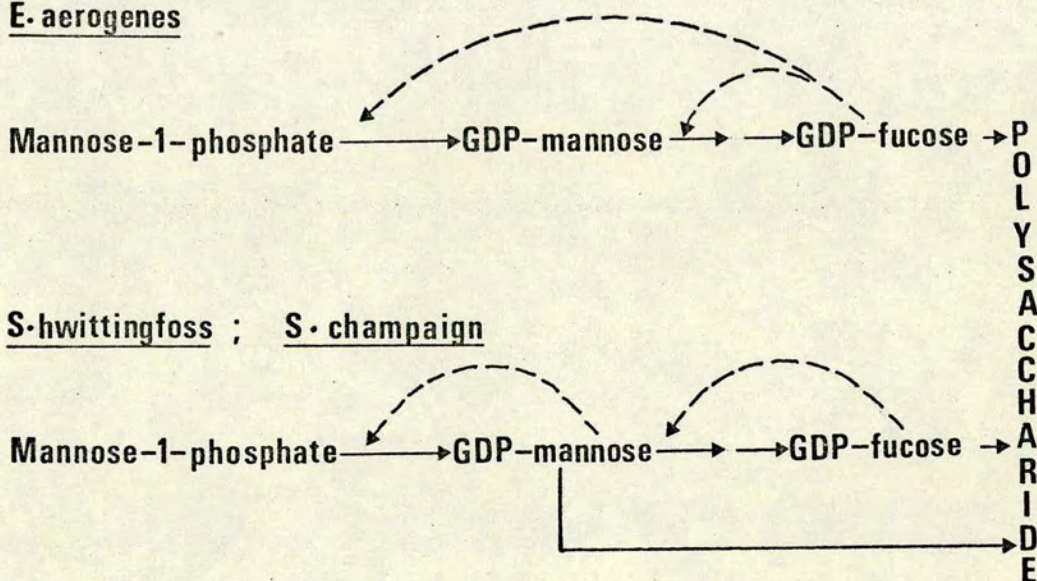 E. aerogenes
Mannose-1-phosphate GDP-mannose GDP-fucose
POLYSACCHARIDE
S.hwittingfoss ; S. champaign
Mannose-1-phosphate GDP-mannose GDP-fucose